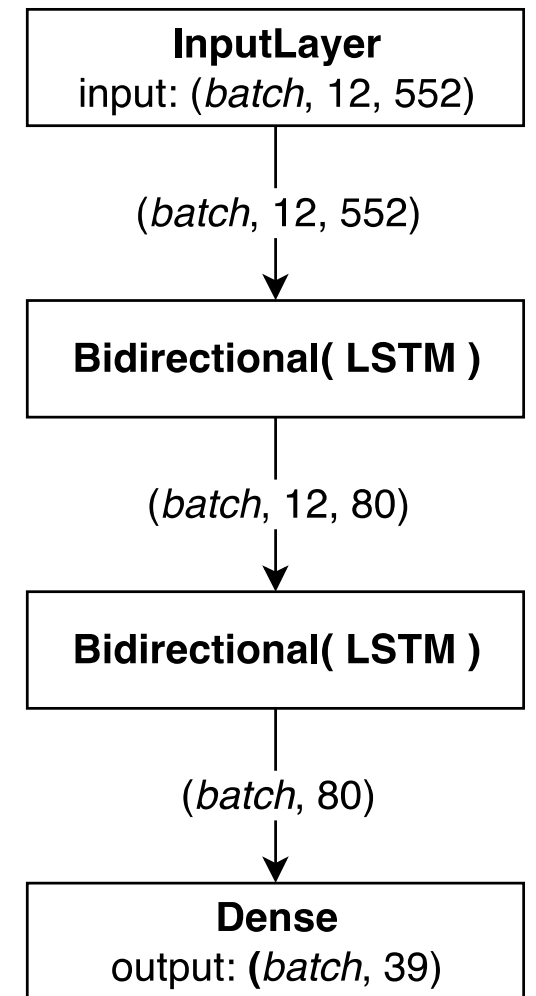 InputLayer
input: (batch, 12, 552)
(batch, 12, 552)
Bidirectional( LSTM )
(batch, 12, 80)
Bidirectional( LSTM )
(batch, 80)
Dense
output: (batch, 39)